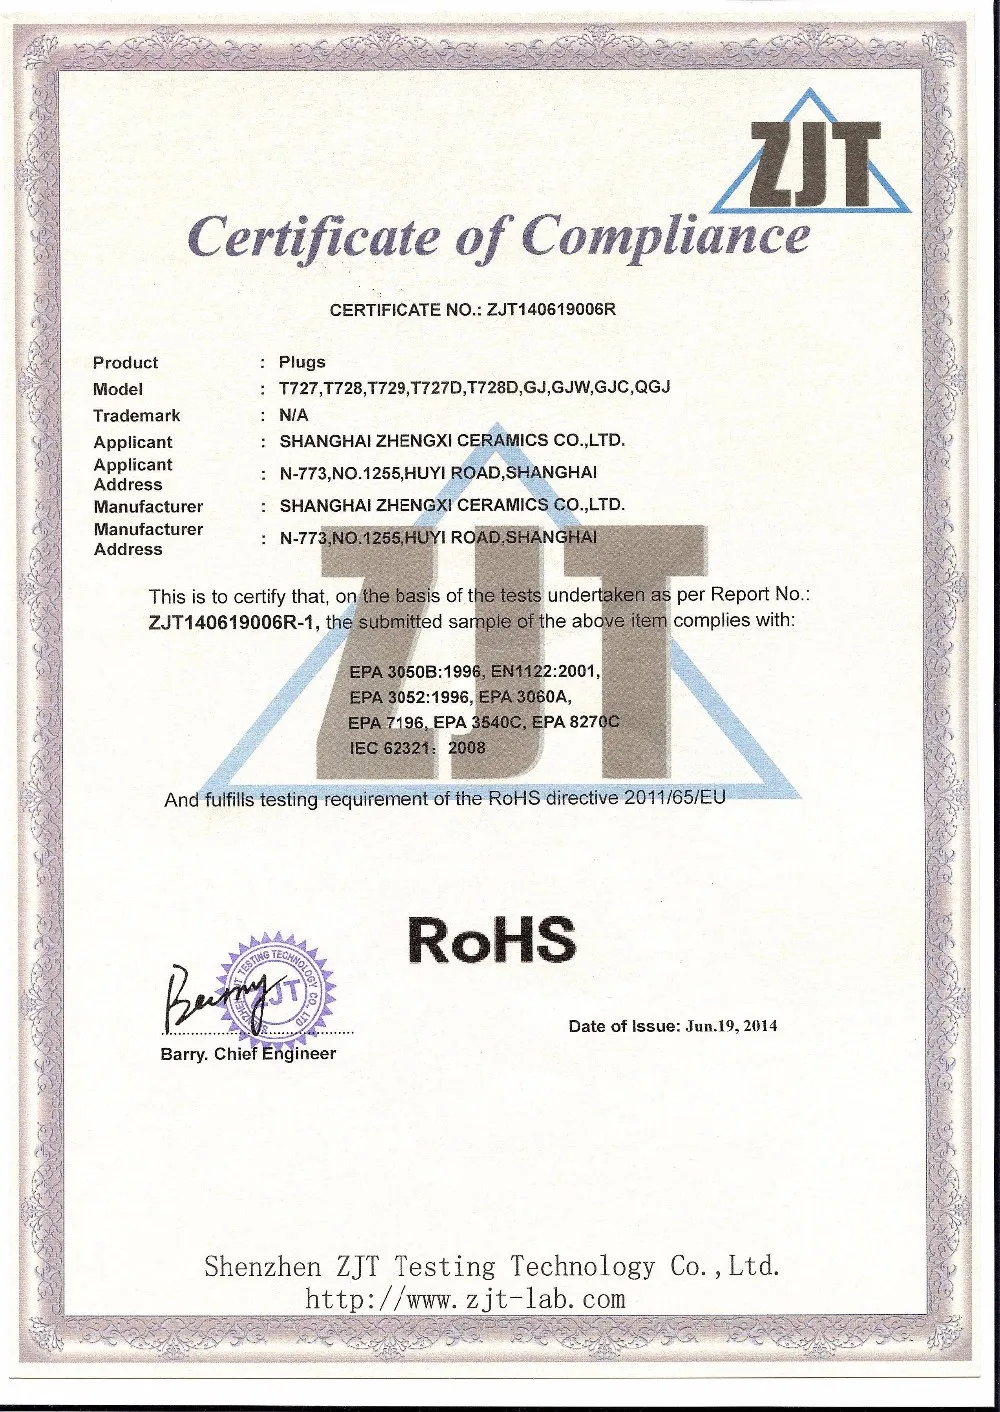 ZJT
Certificate of Compliance
CERTIFICATE NO.: ZJT140619006R
Product : Plugs
Model : T727,T728,T729,T727D,T728D,GJ,GJW,GJC,QGJ
Trademark : N/A
Applicant : SHANGHAI ZHENGXI CERAMICS CO.,LTD.
Applicant
Address : N-773,NO.1255,HUYI ROAD,SHANGHAI
Manufacturer : SHANGHAI ZHENGXI CERAMICS CO.,LTD.
Manufacturer
Address : N-773,NO.1255,HUYI ROAD,SHANGHAI
ZJT
This is to certify that, on the basis of the tests undertaken as per Report No.:
ZJT140619006R-1, the submitted sample of the above item complies with:
EPA 3050B:1996, EN1122:2001,
EPA 3052:1996, EPA 3060A,
EPA 7196, EPA 3540C, EPA 8270C
IEC 62321：2008
And fulfills testing requirement of the RoHS directive 2011/65/EU
RoHS
TESTING TECHNOLOGY CO., LTD
ZJT
Date of Issue: Jun.19, 2014
Barry. Chief Engineer
Shenzhen ZJT Testing Technology Co.,Ltd.
http://www.zjt-lab.com